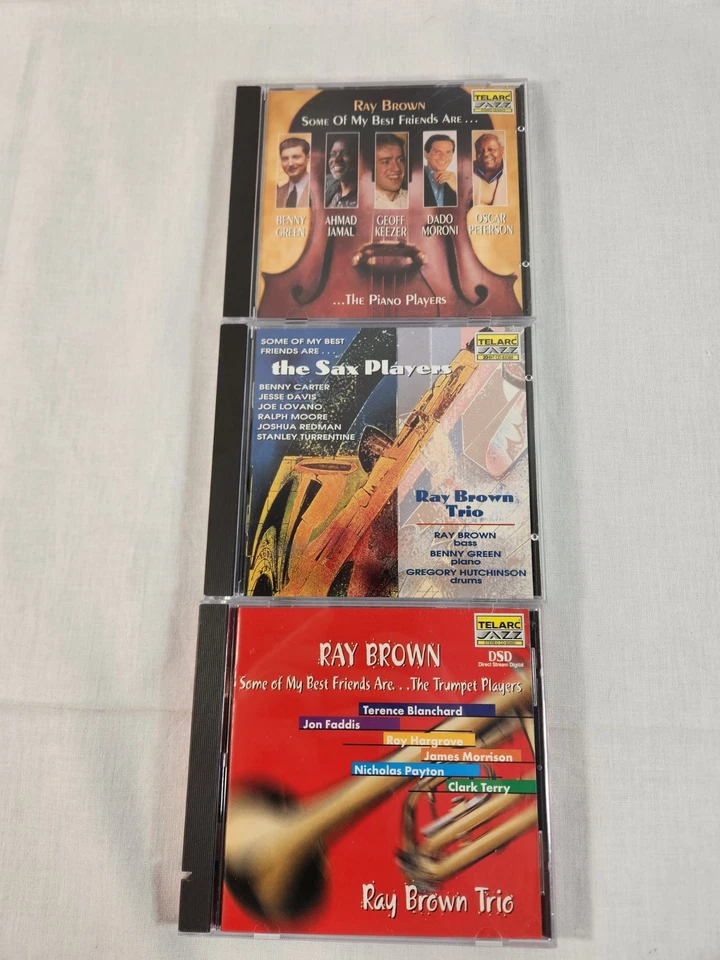 RAY BROWN
SOME OF MY BEST FRIENDS ARE...
TELARC
JAZZ
BENNY GREEN
AHMAD JAMAL
GEOFF KEEZER
DADO MORONI
OSCAR PETERSON
...THE PIANO PLAYERS
SOME OF MY BEST
FRIENDS ARE...
the Sax Players
TELARC
JAZZ
BENNY CARTER
JESSE DAVIS
JOE LOVANO
RALPH MOORE
JOSHUA REDMAN
STANLEY TURRENTINE
Ray Brown
Trio
RAY BROWN
bass
BENNY GREEN
piano
GREGORY HUTCHINSON
drums
TELARC
JAZZ
DSD
Direct Stream Digital
RAY BROWN
Some of My Best Friends Are...The Trumpet Players
Terence Blanchard
Jon Faddis
Roy Hargrove
James Morrison
Nicholas Payton
Clark Terry
Ray Brown Trio